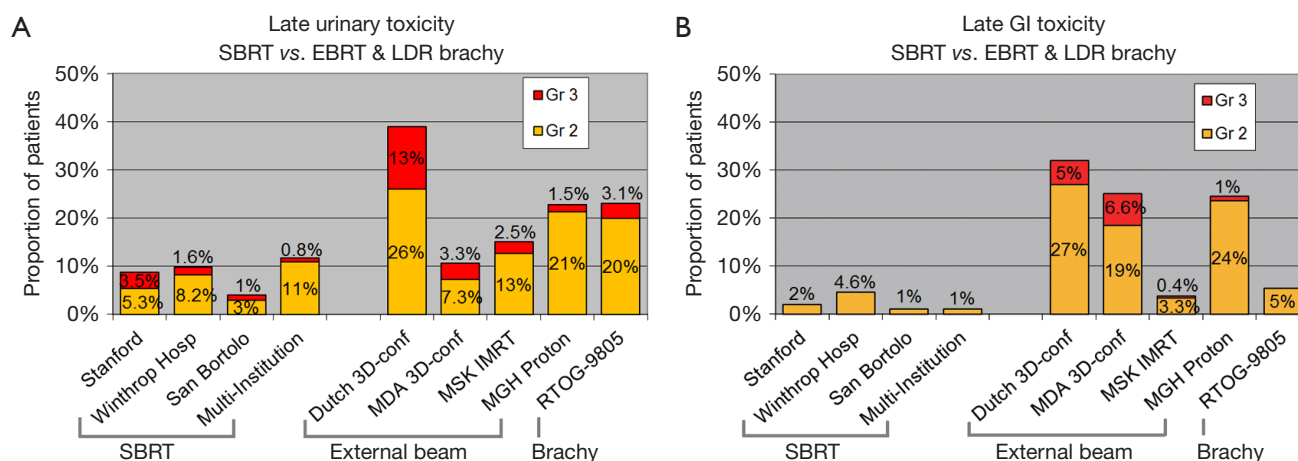 A
Late urinary toxicity
SBRT vs. EBRT & LDR brachy
Proportion of patients
50%
40%
30%
20%
10%
0%
Gr 3
Gr 2
3.5%
5.3%
1.6%
8.2%
1%
3%
0.8%
11%
13%
26%
3.3%
7.3%
2.5%
13%
1.5%
21%
3.1%
20%
Stanford
Winthrop Hosp
San Bortolo
Multi-Institution
Dutch 3D-conf
MDA 3D-conf
MSK IMRT
MGH Proton
RTOG-9805
SBRT
External beam
Brachy
B
Late GI toxicity
SBRT vs. EBRT & LDR brachy
Proportion of patients
50%
40%
30%
20%
10%
0%
Gr 3
Gr 2
2%
4.6%
1%
1%
5%
27%
6.6%
19%
0.4%
3.3%
1%
24%
5%
Stanford
Winthrop Hosp
San Bortolo
Multi-Institution
Dutch 3D-conf
MDA 3D-conf
MSK IMRT
MGH Proton
RTOG-9805
SBRT
External beam
Brachy